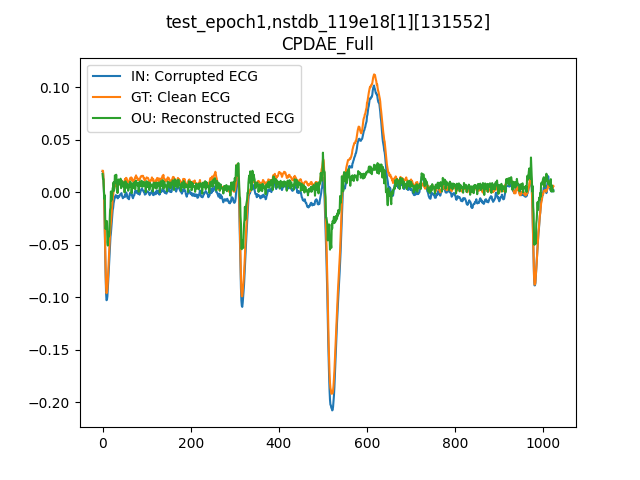 test_epoch1,nstdb_119e18[1][131552]
CPDAE_Full
IN: Corrupted ECG
GT: Clean ECG
OU: Reconstructed ECG
0.10
0.05
0.00
−0.05
−0.10
−0.15
−0.20
0 200 400 600 800 1000